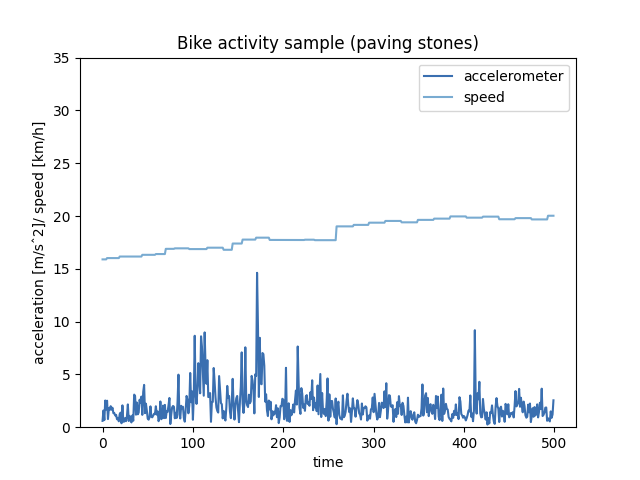 Bike activity sample (paving stones)
accelerometer
speed
35
30
25
20
15
10
5
0
acceleration [m/s^2]/ speed [km/h]
0 100 200 300 400 500
time